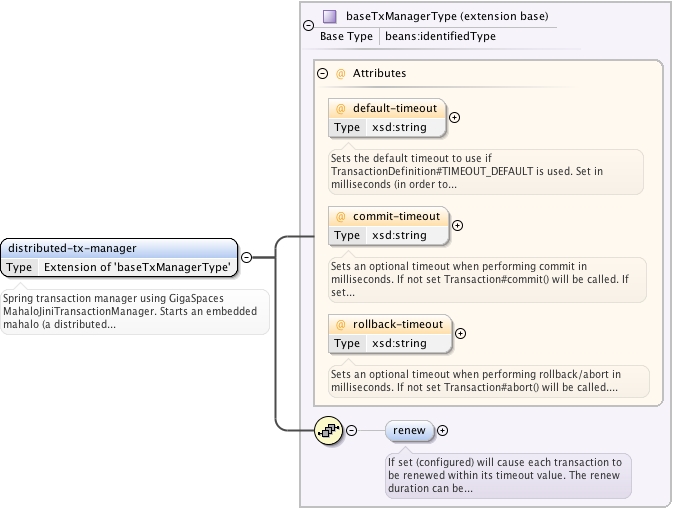 baseTxManagerType (extension base)
Base Type beans:identifiedType
@ Attributes
@ default-timeout
Type xsd:string
Sets the default timeout to use if
TransactionDefinition#TIMEOUT_DEFAULT is used. Set in
milliseconds (in order to...
@ commit-timeout
Type xsd:string
Sets an optional timeout when performing commit in
milliseconds. If not set Transaction#commit() will be called. If
set...
@ rollback-timeout
Type xsd:string
Sets an optional timeout when performing rollback/abort in
milliseconds. If not set Transaction#abort() will be called....
distributed-tx-manager
Type Extension of 'baseTxManagerType'
Spring transaction manager using GigaSpaces
MahaloJiniTransactionManager. Starts an embedded
mahalo (a distributed...
renew
If set (configured) will cause each transaction to
be renewed within its timeout value. The renew
duration can be...